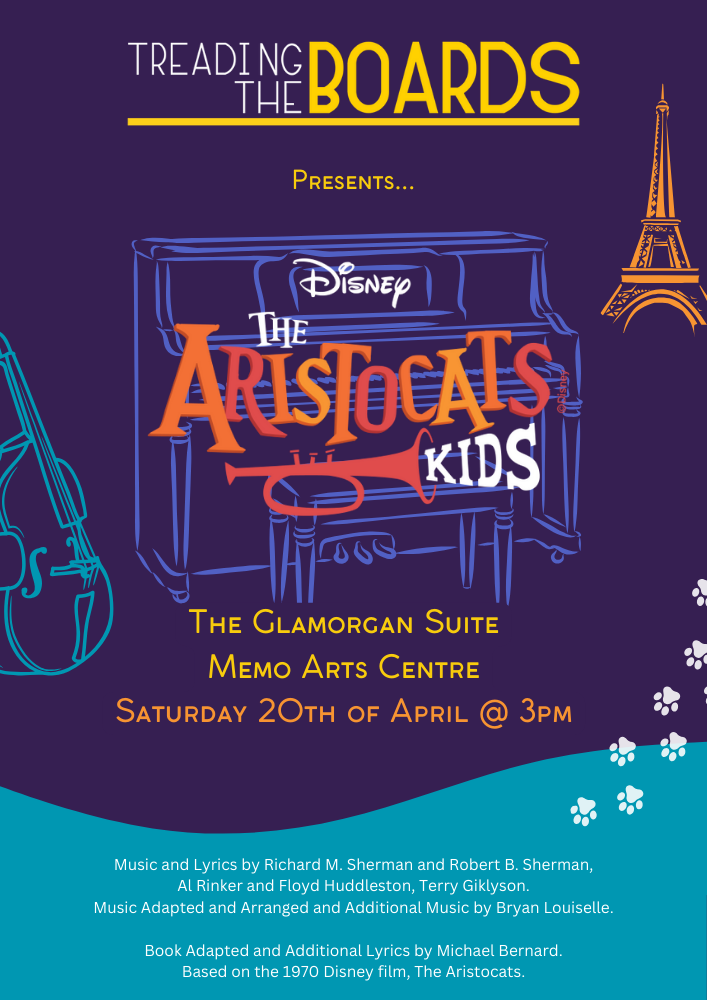 TREADING
THE BOARDS
PRESENTS...
DISNEY
THE
ARISTOCATS
©Disney
KIDS
THE GLAMORGAN SUITE
MEMO ARTS CENTRE
SATURDAY 20TH OF APRIL @ 3PM
Music and Lyrics by Richard M. Sherman and Robert B. Sherman,
Al Rinker and Floyd Huddleston, Terry Giklyson.
Music Adapted and Arranged and Additional Music by Bryan Louiselle.
Book Adapted and Additional Lyrics by Michael Bernard.
Based on the 1970 Disney film, The Aristocats.